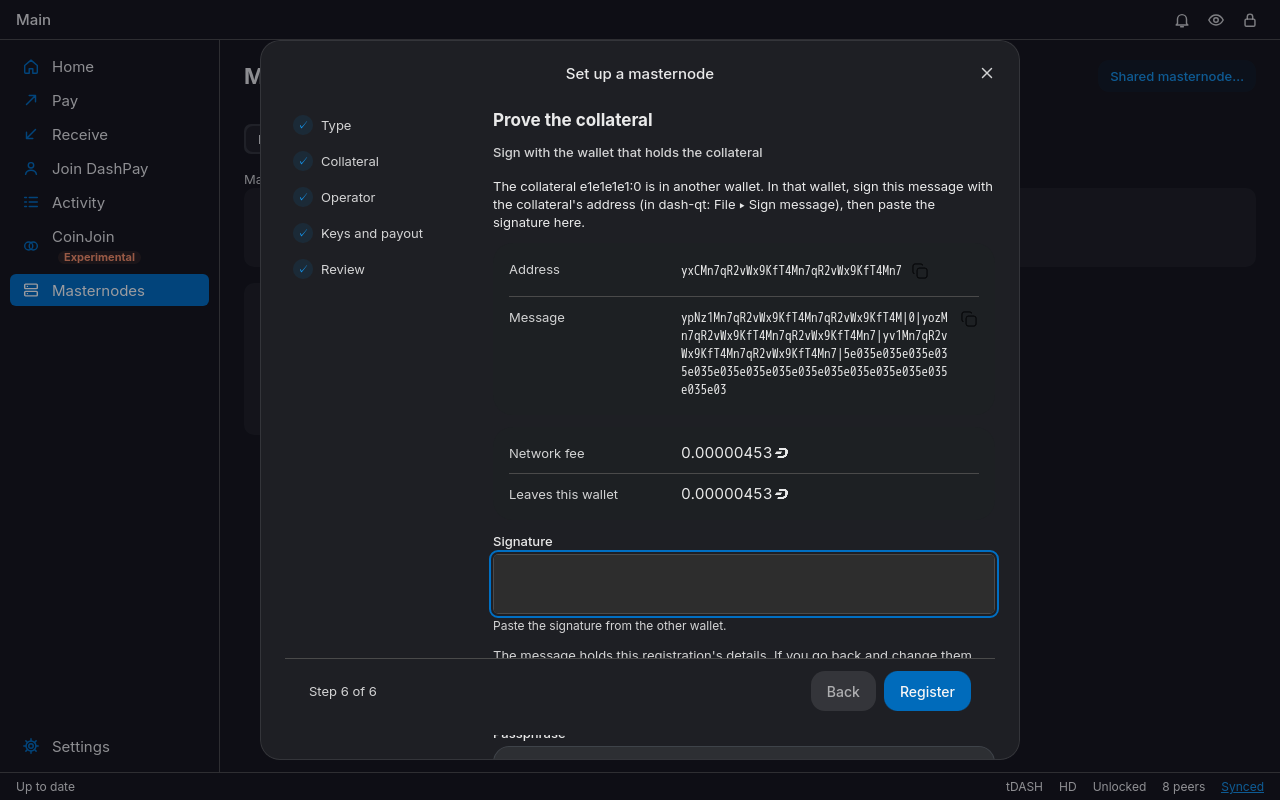 Main
Home
Pay
Receive
Join DashPay
Activity
CoinJoin
Experimental
Masternodes
Settings
M
Shared masternode...
Ma
Set up a masternode
✓ Type
✓ Collateral
✓ Operator
✓ Keys and payout
✓ Review
Prove the collateral
Sign with the wallet that holds the collateral
The collateral e1e1e1e1:0 is in another wallet. In that wallet, sign this message with
the collateral's address (in dash-qt: File ▸ Sign message), then paste the
signature here.
Address
yxCMn7qR2vWx9KfT4Mn7qR2vWx9KfT4Mn7
Message
ypNz1Mn7qR2vWx9KfT4Mn7qR2vWx9KfT4M|0|yozM
n7qR2vWx9KfT4Mn7qR2vWx9KfT4Mn7|yv1Mn7qR2v
Wx9KfT4Mn7qR2vWx9KfT4Mn7|5e035e035e035e03
5e035e035e035e035e035e035e035e035e035e035
e035e03
Network fee
0.00000453
Leaves this wallet
0.00000453
Signature
Paste the signature from the other wallet.
The message holds this registration's details. If you go back and change them
Step 6 of 6
Back
Register
Passphrase
Up to date
tDASH
HD
Unlocked
8 peers
Synced